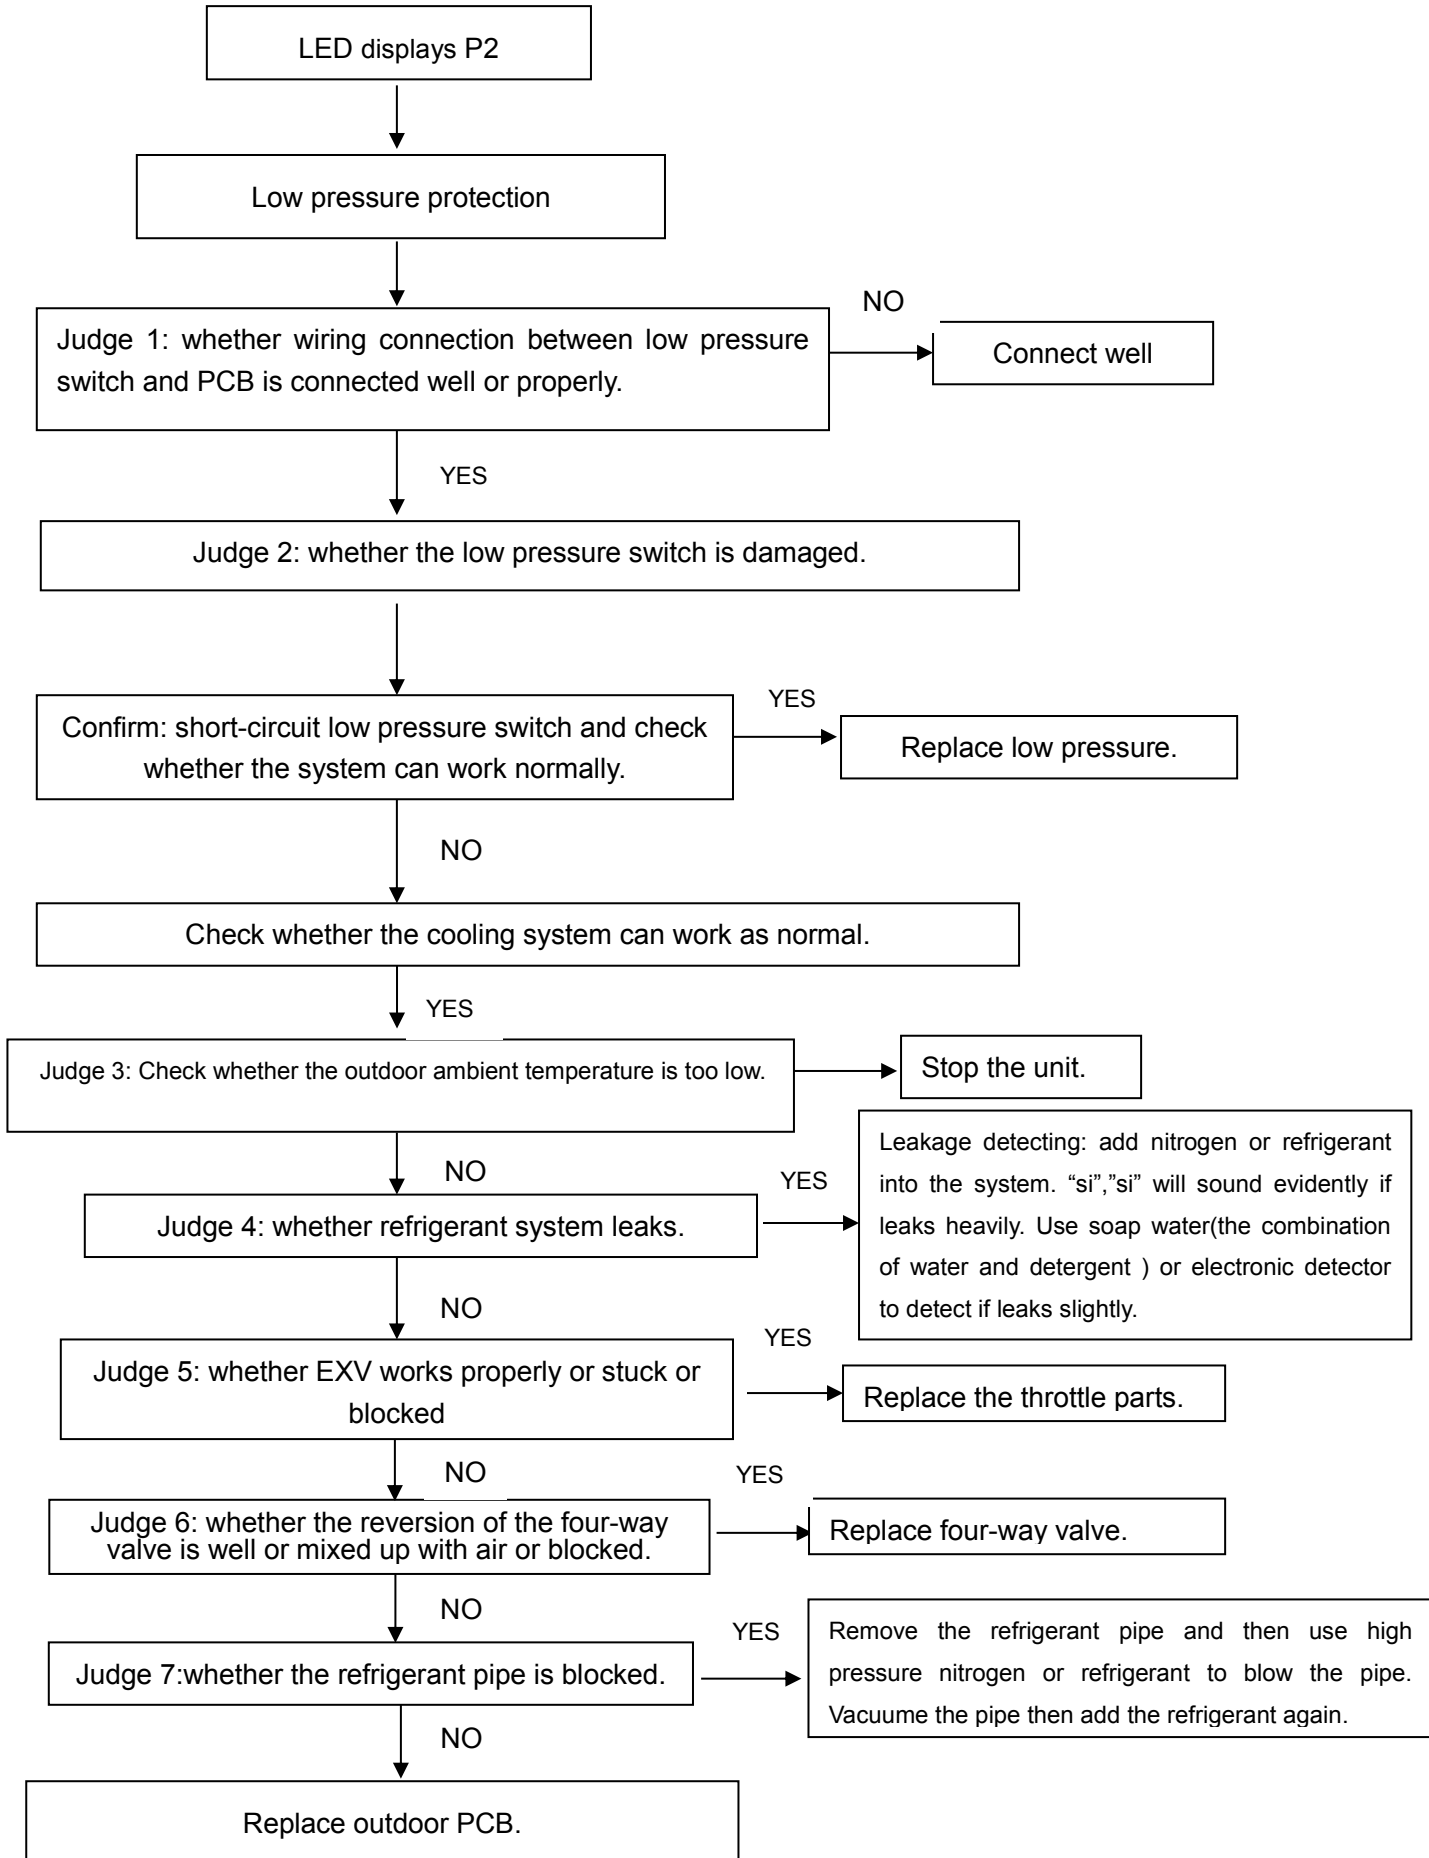 LED displays P2
Low pressure protection
NO
Judge 1: whether wiring connection between low pressure
switch and PCB is connected well or properly.
Connect well
YES
Judge 2: whether the low pressure switch is damaged.
YES
Confirm: short-circuit low pressure switch and check
whether the system can work normally.
Replace low pressure.
NO
Check whether the cooling system can work as normal.
YES
Judge 3: Check whether the outdoor ambient temperature is too low.
Stop the unit.
NO
YES
Judge 4: whether refrigerant system leaks.
Leakage detecting: add nitrogen or refrigerant
into the system. “si”,”si” will sound evidently if
leaks heavily. Use soap water(the combination
of water and detergent ) or electronic detector
to detect if leaks slightly.
NO
YES
Judge 5: whether EXV works properly or stuck or
blocked
Replace the throttle parts.
NO
YES
Judge 6: whether the reversion of the four-way
valve is well or mixed up with air or blocked.
Replace four-way valve.
NO
YES
Judge 7:whether the refrigerant pipe is blocked.
Remove the refrigerant pipe and then use high
pressure nitrogen or refrigerant to blow the pipe.
Vacuume the pipe then add the refrigerant again.
NO
Replace outdoor PCB.